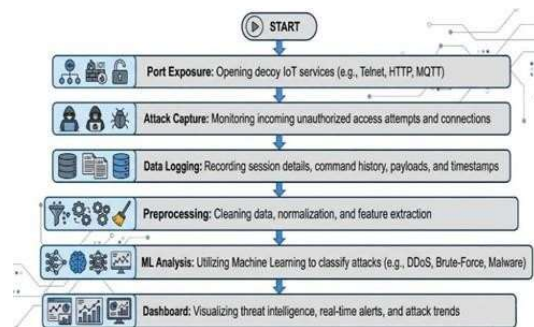 START
Port Exposure: Opening decoy IoT services (e.g., Telnet, HTTP, MQTT)
Attack Capture: Monitoring incoming unauthorized access attempts and connections
Data Logging: Recording session details, command history, payloads, and timestamps
Preprocessing: Cleaning data, normalization, and feature extraction
ML Analysis: Utilizing Machine Learning to classify attacks (e.g., DDoS, Brute-Force, Malware)
Dashboard: Visualizing threat intelligence, real-time alerts, and attack trends